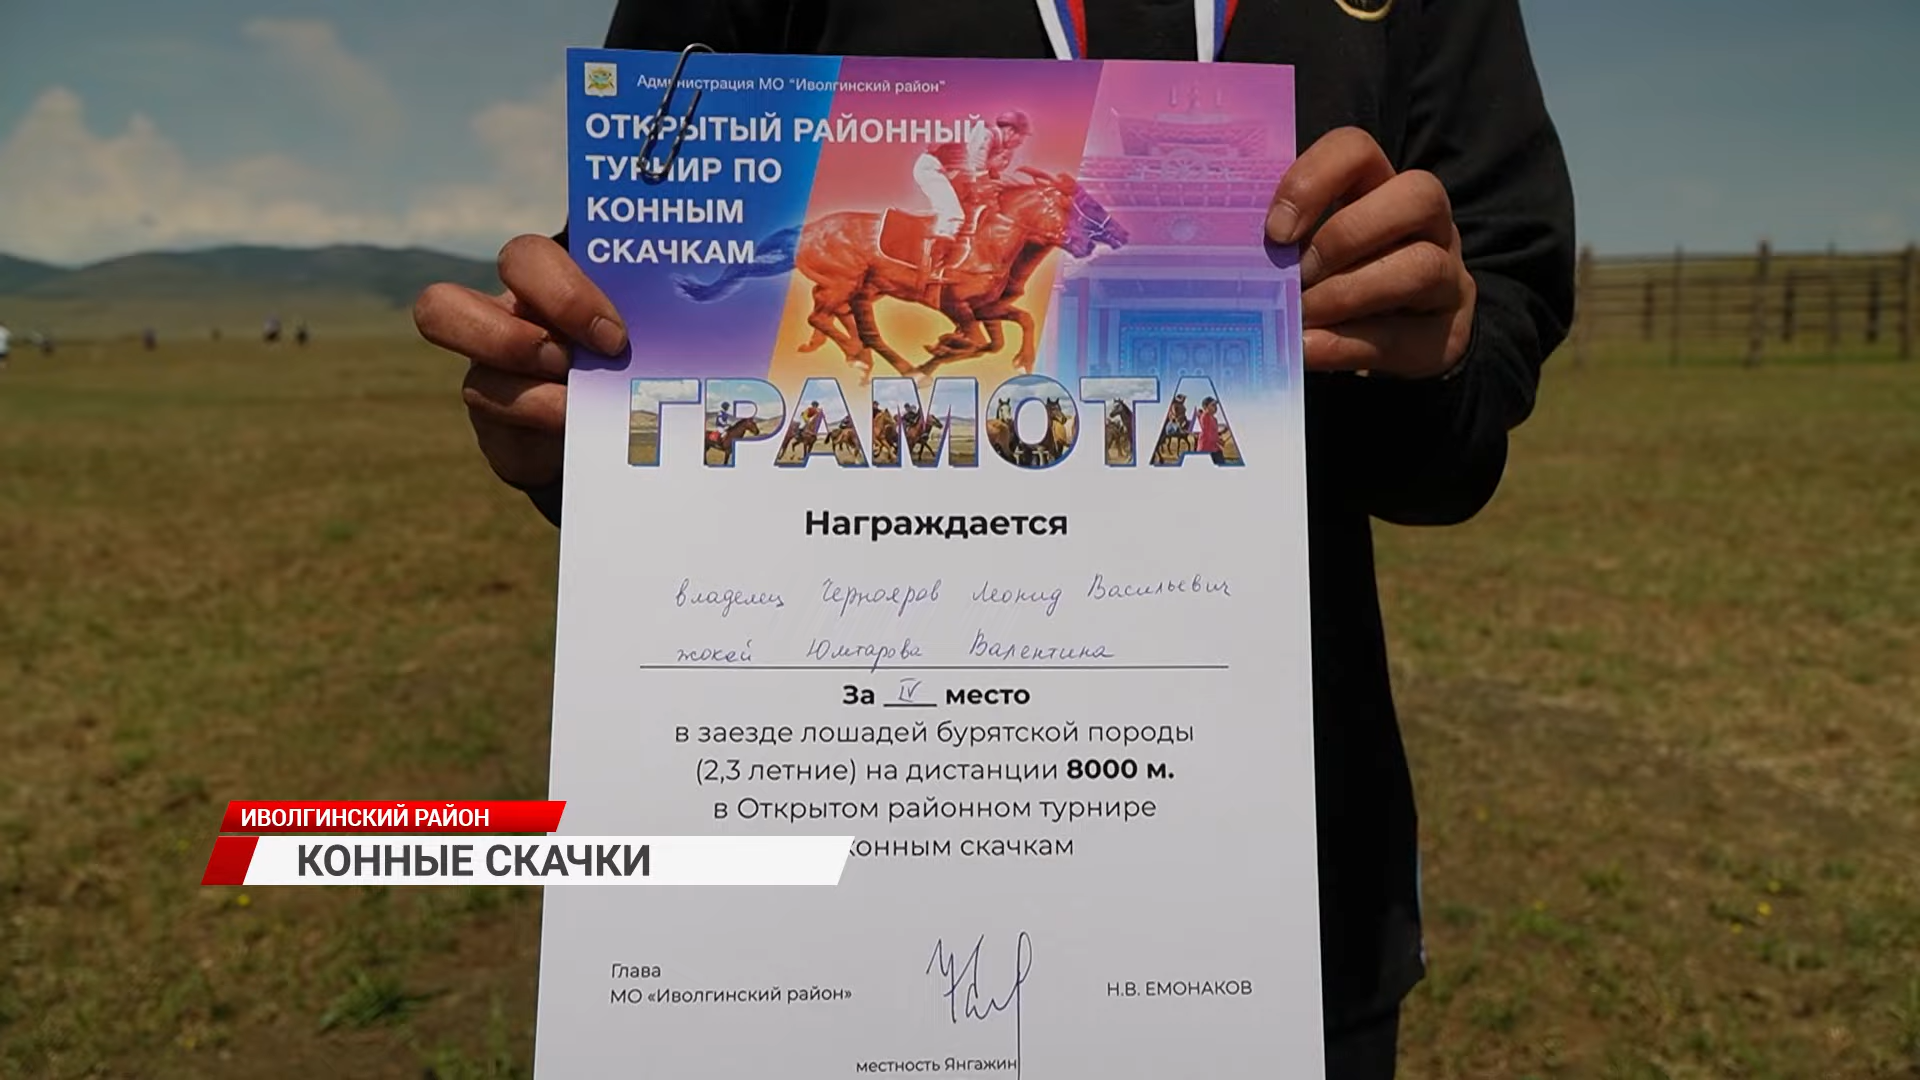 Администрация МО "Иволгинский район"
ОТКРЫТЫЙ РАЙОННЫЙ
ТУРНИР ПО
КОННЫМ
СКАЧКАМ
ГРАМОТА
Награждается
владелец Чернояров Леонид Васильевич
жокей Юмтарова Валентина
За IV место
в заезде лошадей бурятской породы
(2,3 летние) на дистанции 8000 м.
в Открытом районном турнире
конным скачкам
ИВОЛГИНСКИЙ РАЙОН
КОННЫЕ СКАЧКИ
Глава
МО «Иволгинский район»
Н.В. ЕМОНАКОВ
местность Янгажин